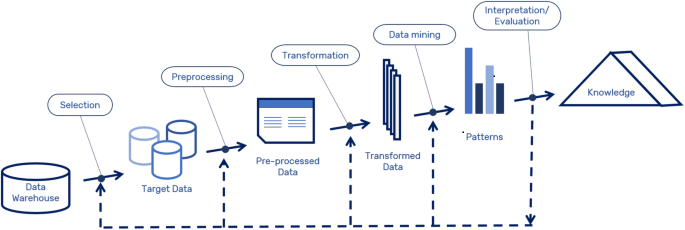 Interpretation/
Evaluation
Data mining
Transformation
Preprocessing
Selection
Data
Warehouse
Target Data
Pre-processed
Data
Transformed
Data
Patterns
Knowledge